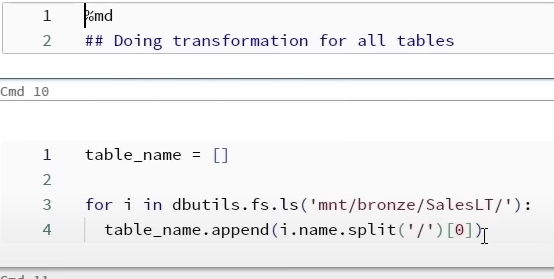 1 %md
2 ## Doing transformation for all tables
Cmd 10
1 table_name = []
2
3 for i in dbutils.fs.ls('mnt/bronze/SalesLT/'):
4 table_name.append(i.name.split('/')[0])